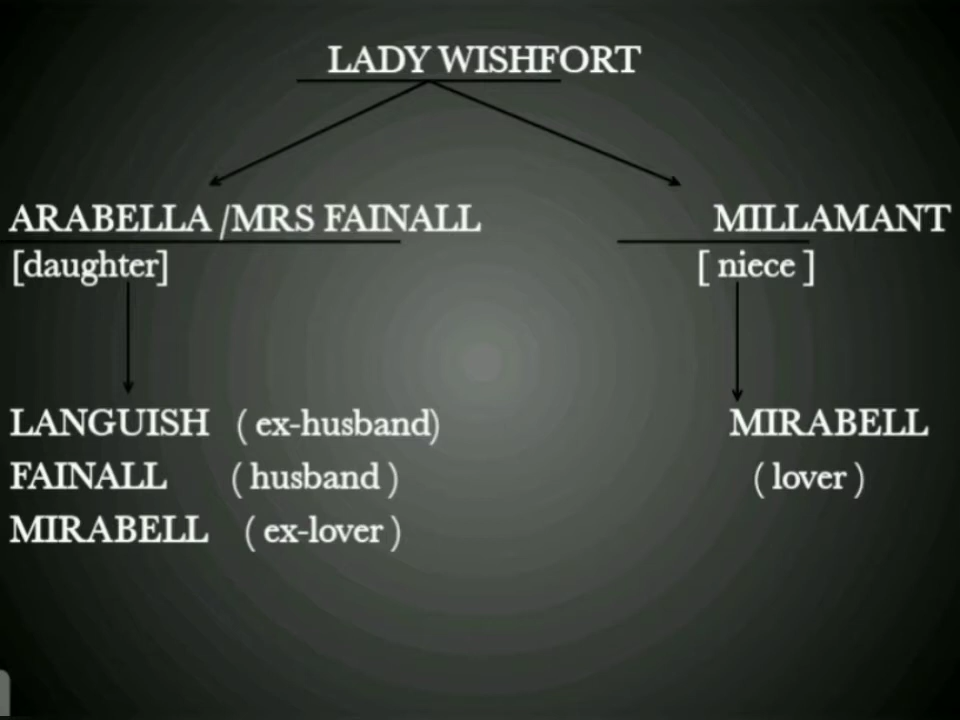 LADY WISHFORT
ARABELLA /MRS FAINALL
MILLAMANT
[daughter]
[ niece ]
LANGUISH ( ex-husband)
MIRABELL
FAINALL ( husband )
( lover )
MIRABELL ( ex-lover )